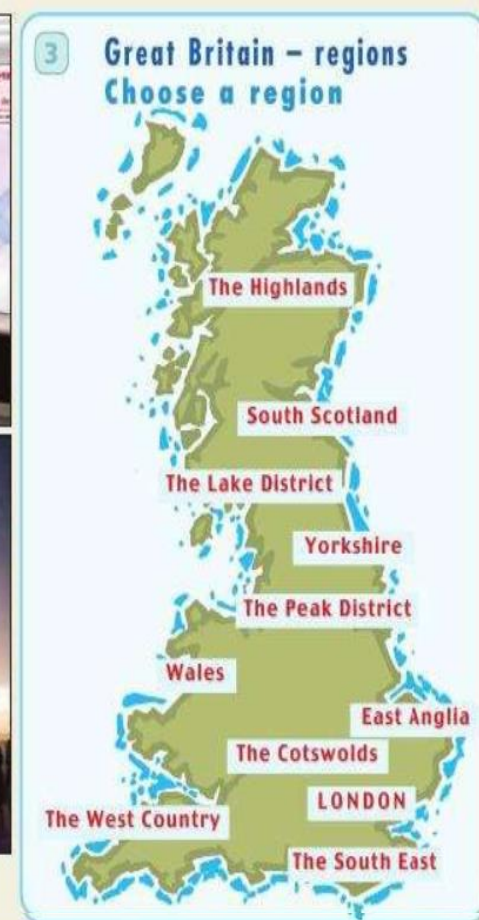 3
Great Britain – regions
Choose a region
The Highlands
South Scotland
The Lake District
Yorkshire
The Peak District
Wales
East Anglia
The Cotswolds
LONDON
The West Country
The South East